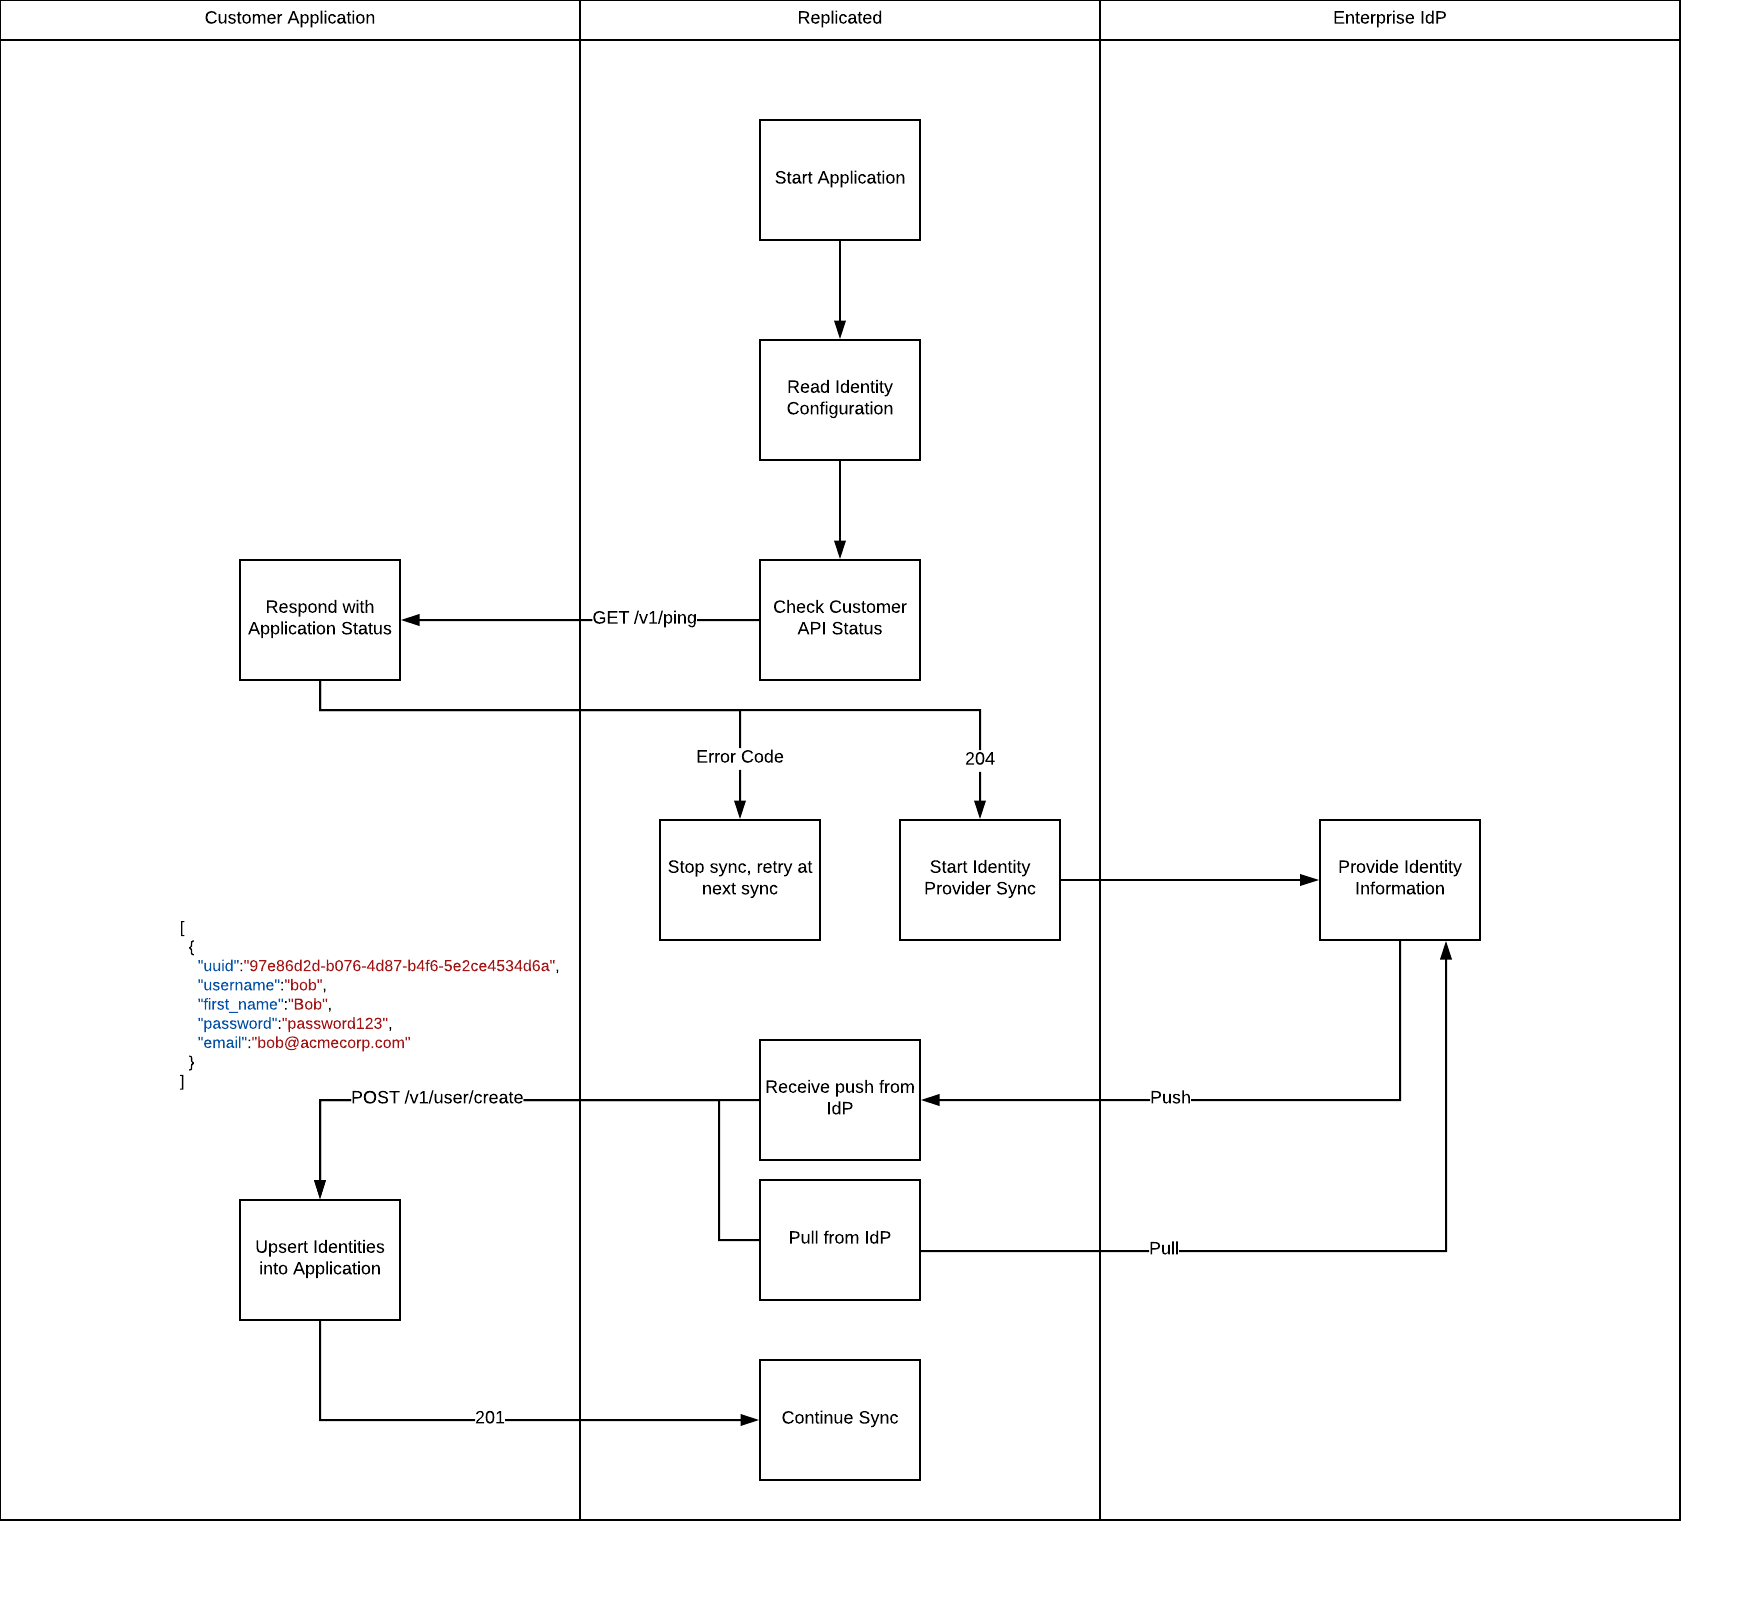 Customer Application
Replicated
Enterprise IdP
Start Application
Read Identity
Configuration
Respond with
Application Status
GET /v1/ping
Check Customer
API Status
Error Code
204
Stop sync, retry at
next sync
Start Identity
Provider Sync
Provide Identity
Information
[
{
"uuid":"97e86d2d-b076-4d87-b4f6-5e2ce4534d6a",
"username":"bob",
"first_name":"Bob",
"password":"password123",
"email":"bob@acmecorp.com"
}
]
POST /v1/user/create
Receive push from
IdP
Push
Pull from IdP
Pull
Upsert Identities
into Application
201
Continue Sync